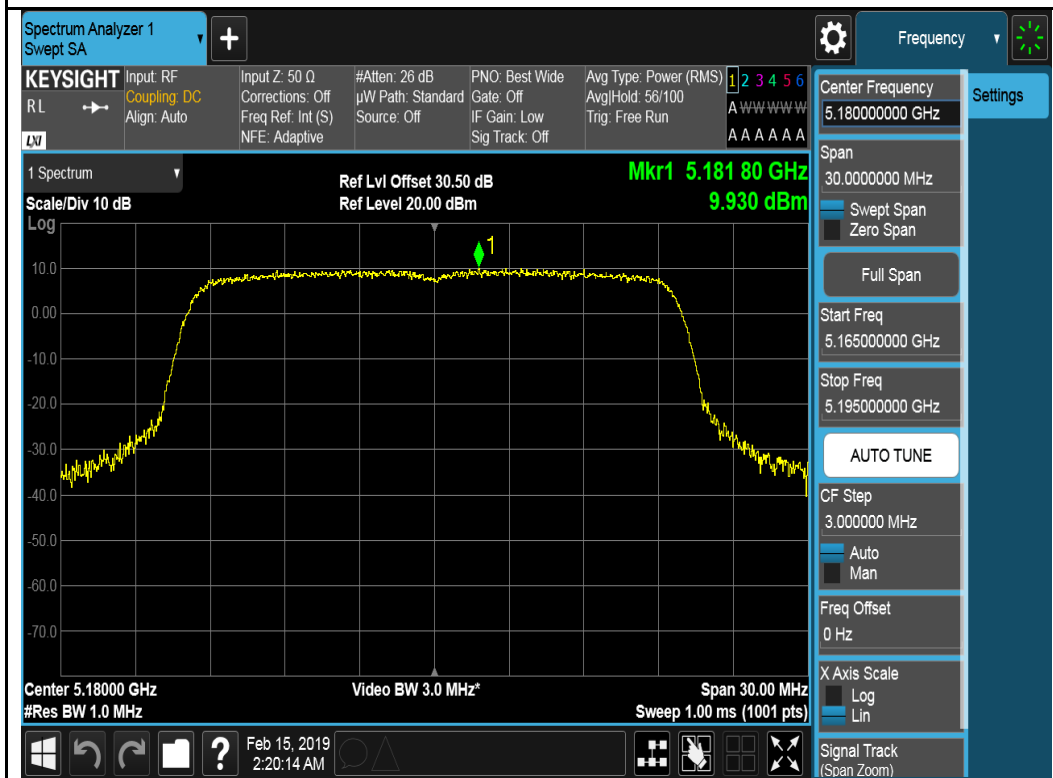 Spectrum Analyzer 1
Swept SA
+
Frequency
KEYSIGHT
R L
LXI
Input: RF
Coupling: DC
Align: Auto
Input Z: 50 Ω
Corrections: Off
Freq Ref: Int (S)
NFE: Adaptive
#Atten: 26 dB
µW Path: Standard
Source: Off
PNO: Best Wide
Gate: Off
IF Gain: Low
Sig Track: Off
Avg Type: Power (RMS)
Avg|Hold: 56/100
Trig: Free Run
1 2 3 4 5 6
A W W W W W
A A A A A A
1 Spectrum
Scale/Div 10 dB
Log
Ref Lvl Offset 30.50 dB
Ref Level 20.00 dBm
Mkr1 5.181 80 GHz
9.930 dBm
1
10.0
0.00
-10.0
-20.0
-30.0
-40.0
-50.0
-60.0
-70.0
Center 5.18000 GHz
#Res BW 1.0 MHz
Video BW 3.0 MHz*
Span 30.00 MHz
Sweep 1.00 ms (1001 pts)
?
Feb 15, 2019
2:20:14 AM
Center Frequency
5.180000000 GHz
Settings
Span
30.0000000 MHz
Swept Span
Zero Span
Full Span
Start Freq
5.165000000 GHz
Stop Freq
5.195000000 GHz
AUTO TUNE
CF Step
3.000000 MHz
Auto
Man
Freq Offset
0 Hz
X Axis Scale
Log
Lin
Signal Track
(Span Zoom)